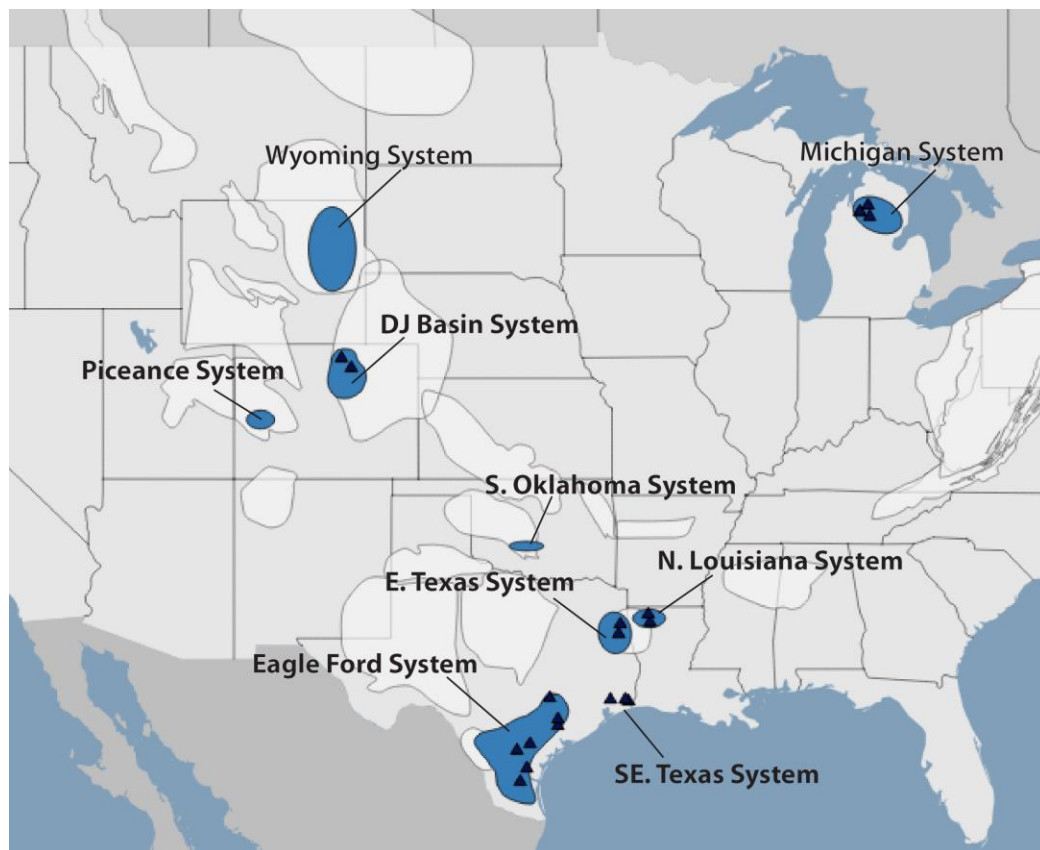 Wyoming System
Michigan System
DJ Basin System
Piceance System
S. Oklahoma System
N. Louisiana System
E. Texas System
Eagle Ford System
SE. Texas System